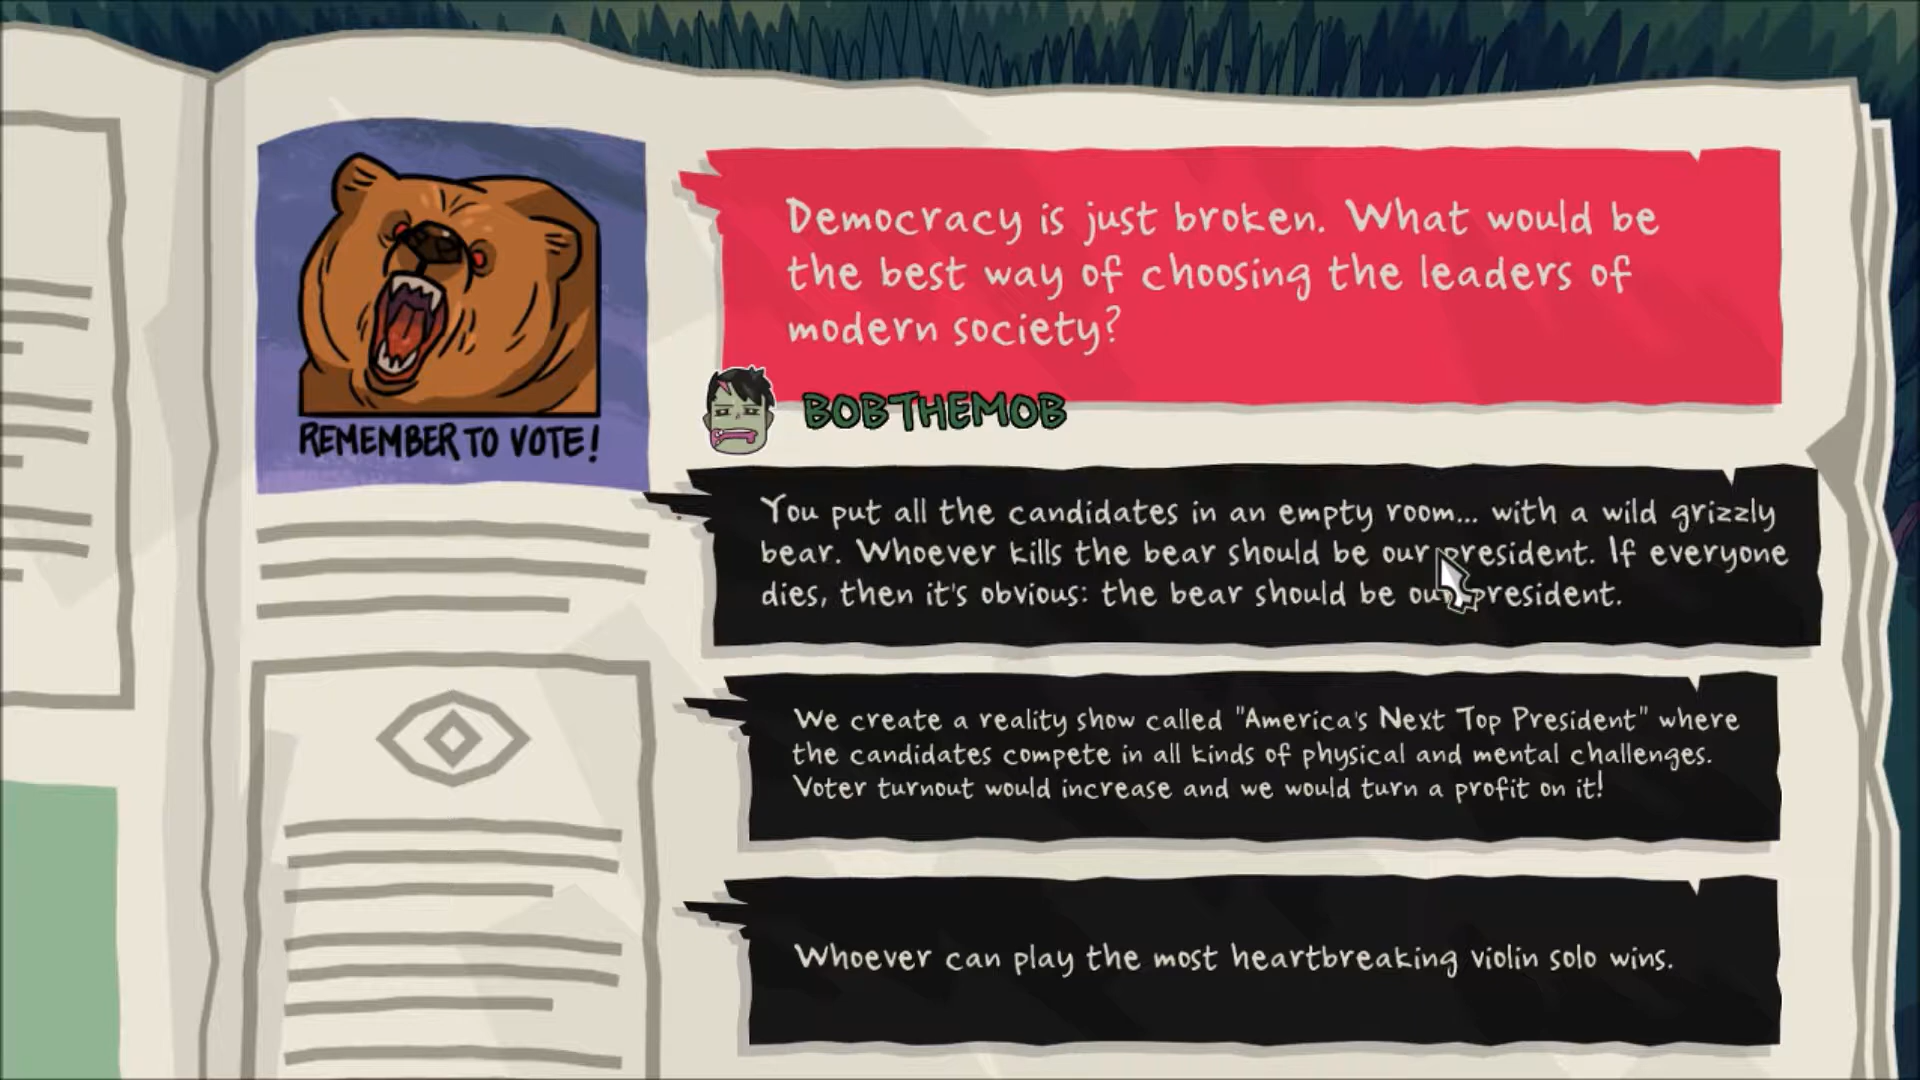 REMEMBER TO VOTE!
Democracy is just broken. What would be
the best way of choosing the leaders of
modern society?
BOBTHEMOB
You put all the candidates in an empty room... with a wild grizzly
bear. Whoever kills the bear should be our president. If everyone
dies, then it's obvious: the bear should be our president.
We create a reality show called "America's Next Top President" where
the candidates compete in all kinds of physical and mental challenges.
Voter turnout would increase and we would turn a profit on it!
Whoever can play the most heartbreaking violin solo wins.